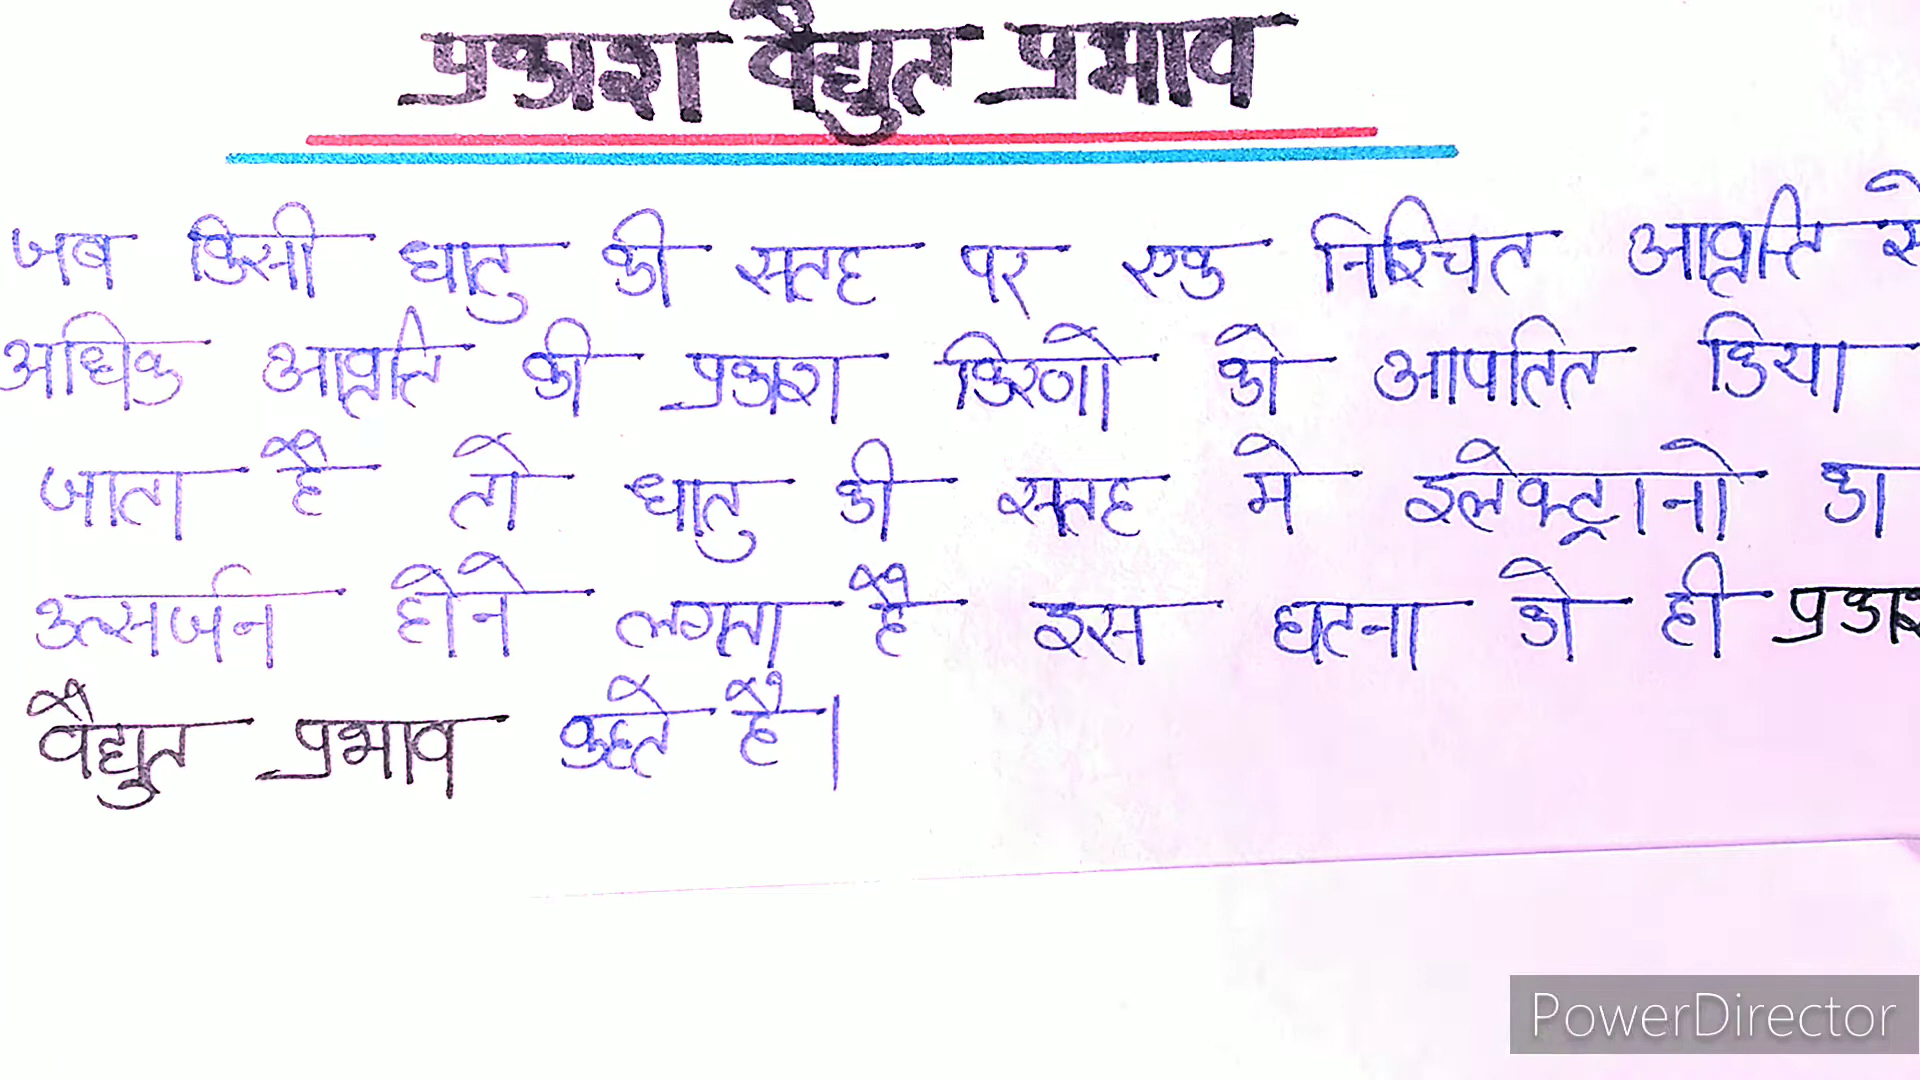 प्रकाश वैद्युत प्रभाव
जब किसी धातु की सतह पर एक निश्चित आवृत्ति से
अधिक आवृत्ति की प्रकाश किरणो को आपतित किया
जाता है तो धातु की सतह मे इलेक्ट्रानो का
उत्सर्जन होने लगता है इस घटना को ही प्रकाश
वैद्युत प्रभाव कहते है।
PowerDirector